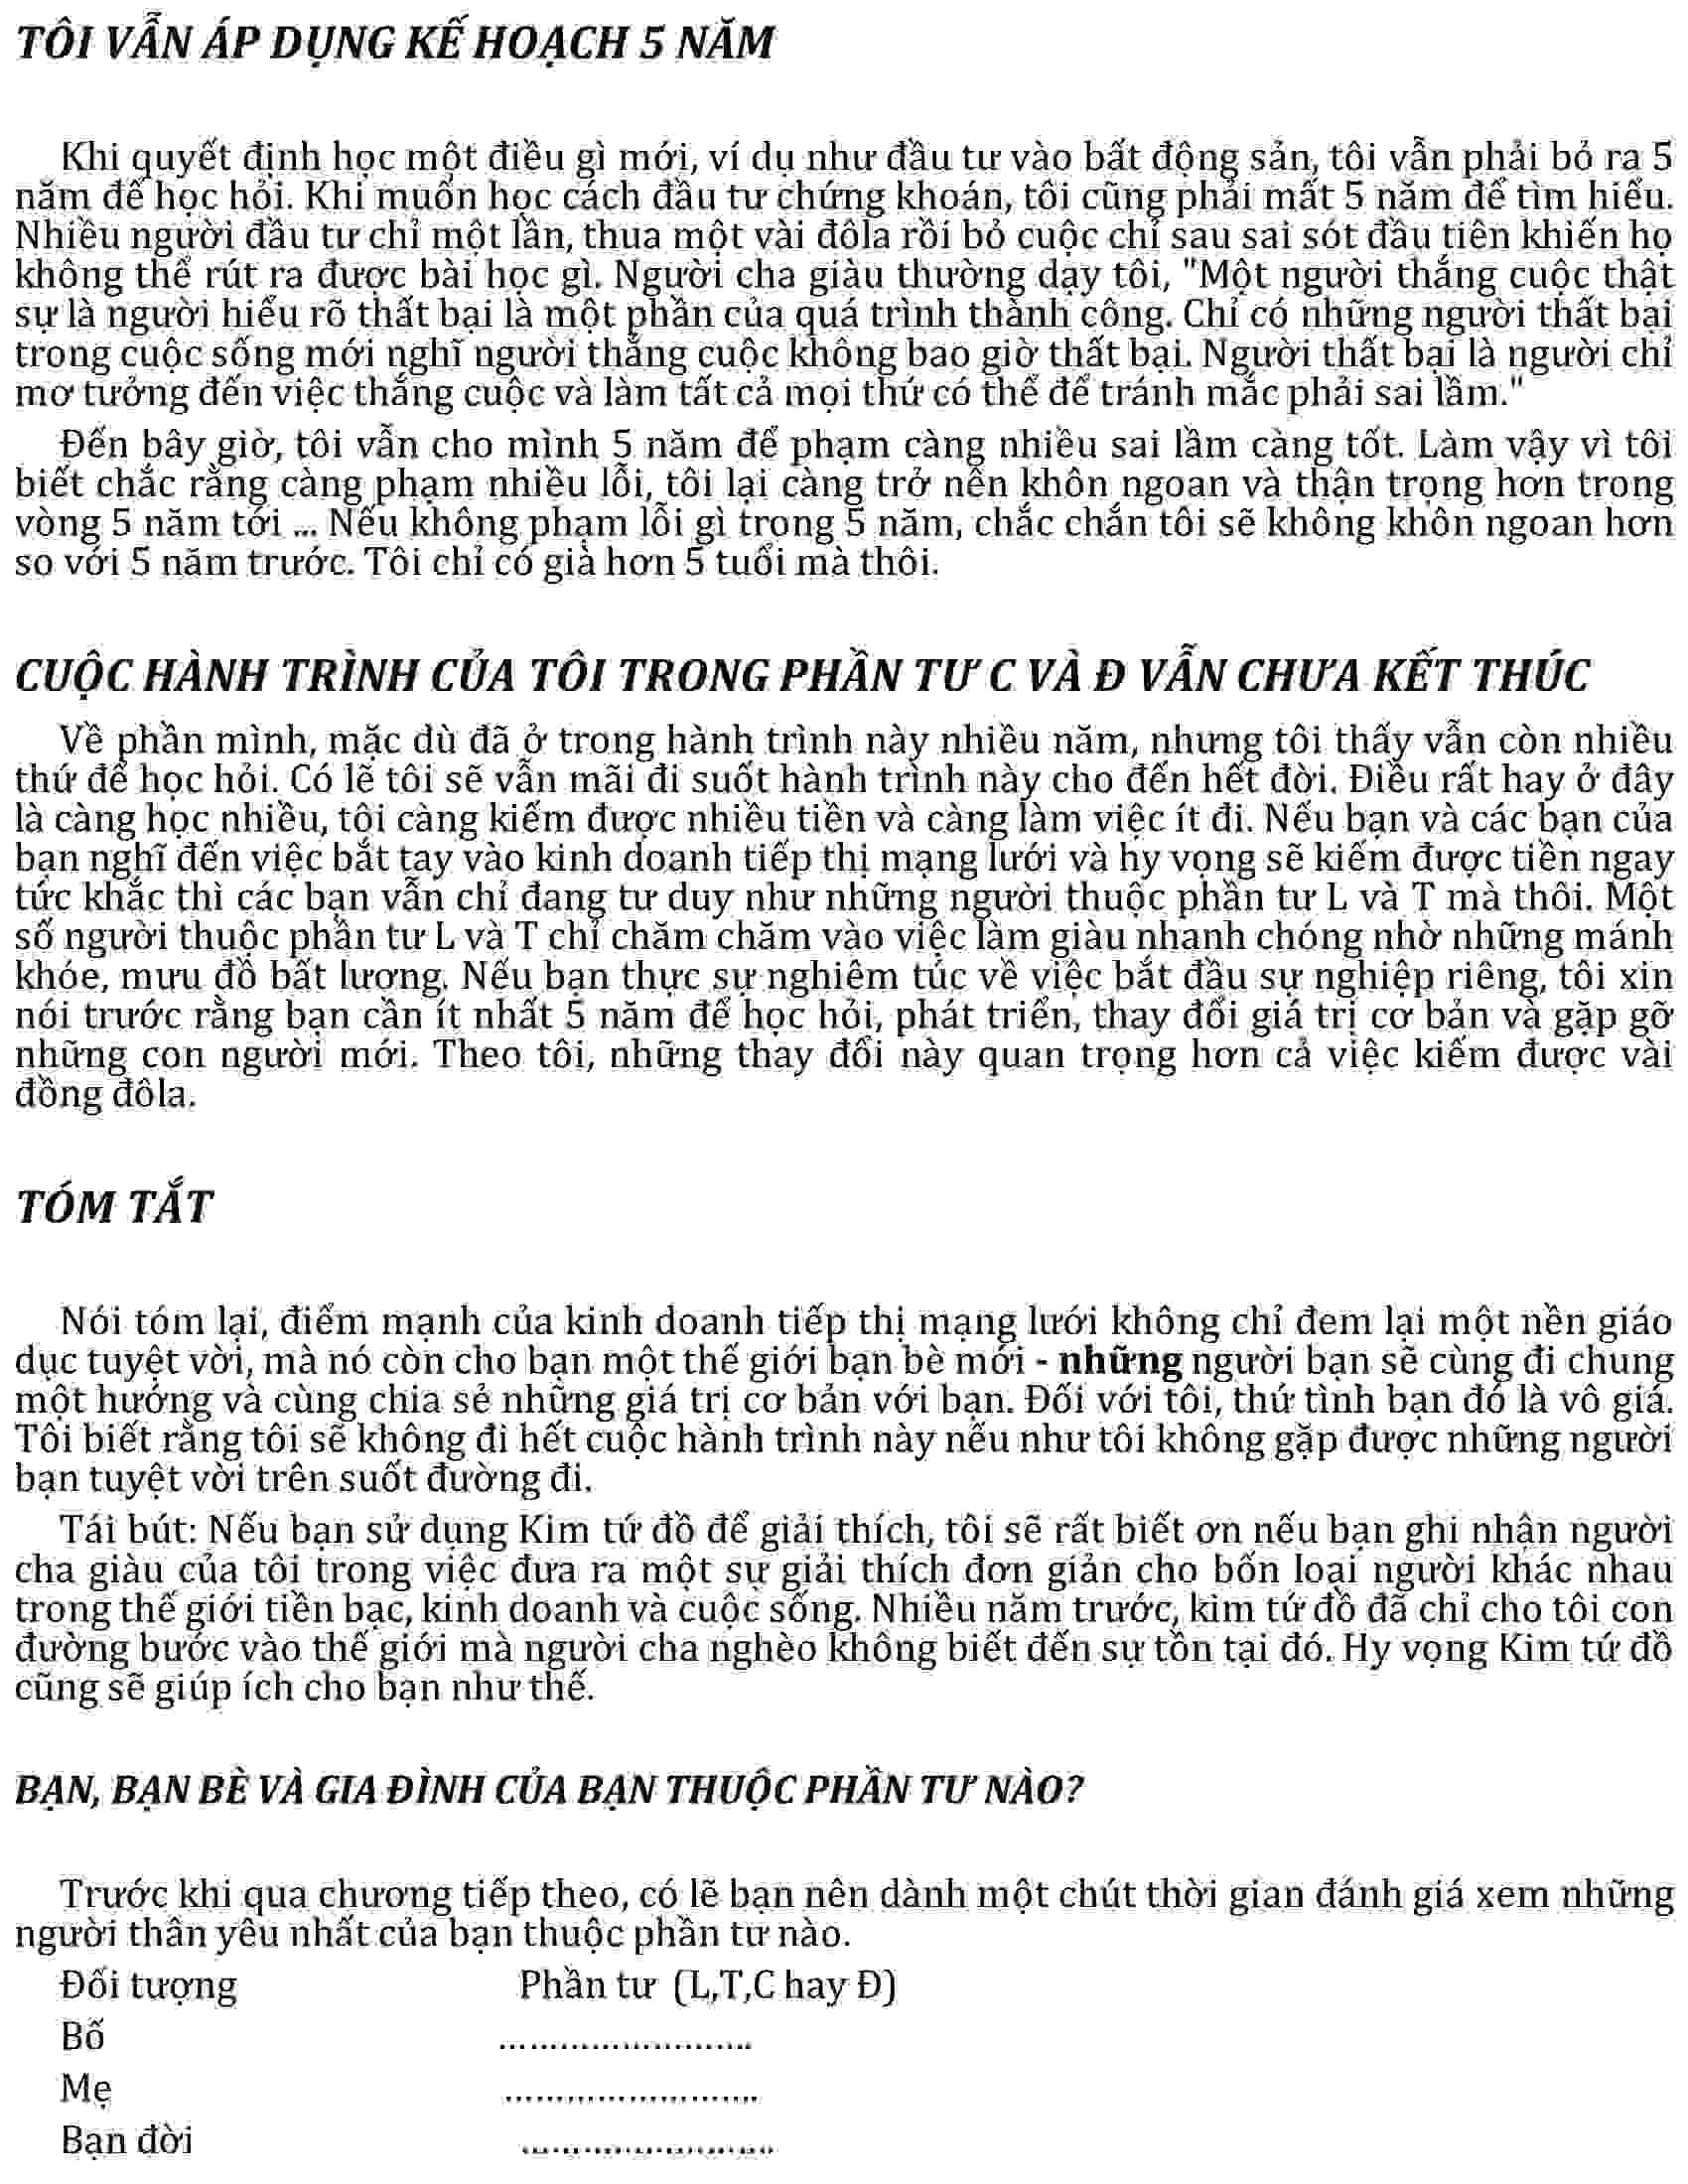 TÔI VẪN ÁP DỤNG KẾ HOẠCH 5 NĂM
Khi quyết định học một điều gì mới, ví dụ như đầu tư vào bất động sản, tôi vẫn phải bỏ ra 5
năm để học hỏi. Khi muốn học cách đầu tư chứng khoán, tôi cũng phải mất 5 năm để tìm hiểu.
Nhiều người đầu tư chỉ một lần, thua một vài đôla rồi bỏ cuộc chỉ sau sai sót đầu tiên khiến họ
không thể rút ra được bài học gì. Người cha giàu thường dạy tôi, "Một người thắng cuộc thật
sự là người hiểu rõ thất bại là một phần của quá trình thành công. Chỉ có những người thất bại
trong cuộc sống mới nghĩ người thắng cuộc không bao giờ thất bại. Người thất bại là người chỉ
mơ tưởng đến việc thắng cuộc và làm tất cả mọi thứ có thể để tránh mắc phải sai lầm."
Đến bây giờ, tôi vẫn cho mình 5 năm để phạm càng nhiều sai lầm càng tốt. Làm vậy vì tôi
biết chắc rằng càng phạm nhiều lỗi, tôi lại càng trở nên khôn ngoan và thận trọng hơn trong
vòng 5 năm tới ... Nếu không phạm lỗi gì trong 5 năm, chắc chắn tôi sẽ không khôn ngoan hơn
so với 5 năm trước. Tôi chỉ có già hơn 5 tuổi mà thôi.
CUỘC HÀNH TRÌNH CỦA TÔI TRONG PHẦN TƯ C VÀ Đ VẪN CHƯA KẾT THÚC
Về phần mình, mặc dù đã ở trong hành trình này nhiều năm, nhưng tôi thấy vẫn còn nhiều
thứ để học hỏi. Có lẽ tôi sẽ vẫn mãi đi suốt hành trình này cho đến hết đời. Điều rất hay ở đây
là càng học nhiều, tôi càng kiếm được nhiều tiền và càng làm việc ít đi. Nếu bạn và các bạn của
bạn nghĩ đến việc bắt tay vào kinh doanh tiếp thị mạng lưới và hy vọng sẽ kiếm được tiền ngay
tức khắc thì các bạn vẫn chỉ đang tư duy như những người thuộc phần tư L và T mà thôi. Một
số người thuộc phần tư L và T chỉ chăm chăm vào việc làm giàu nhanh chóng nhờ những mánh
khóe, mưu đồ bất lương. Nếu bạn thực sự nghiêm túc về việc bắt đầu sự nghiệp riêng, tôi xin
nói trước rằng bạn cần ít nhất 5 năm để học hỏi, phát triển, thay đổi giá trị cơ bản và gặp gỡ
những con người mới. Theo tôi, những thay đổi này quan trọng hơn cả việc kiếm được vài
đồng đôla.
TÓM TẮT
Nói tóm lại, điểm mạnh của kinh doanh tiếp thị mạng lưới không chỉ đem lại một nền giáo
dục tuyệt vời, mà nó còn cho bạn một thế giới bạn bè mới - những người bạn sẽ cùng đi chung
một hướng và cùng chia sẻ những giá trị cơ bản với bạn. Đối với tôi, thứ tình bạn đó là vô giá.
Tôi biết rằng tôi sẽ không đi hết cuộc hành trình này nếu như tôi không gặp được những người
bạn tuyệt vời trên suốt đường đi.
Tái bút: Nếu bạn sử dụng Kim tứ đồ để giải thích, tôi sẽ rất biết ơn nếu bạn ghi nhận người
cha giàu của tôi trong việc đưa ra một sự giải thích đơn giản cho bốn loại người khác nhau
trong thế giới tiền bạc, kinh doanh và cuộc sống. Nhiều năm trước, kim tứ đồ đã chỉ cho tôi con
đường bước vào thế giới mà người cha nghèo không biết đến sự tồn tại đó. Hy vọng Kim tứ đồ
cũng sẽ giúp ích cho bạn như thế.
BẠN, BẠN BÈ VÀ GIA ĐÌNH CỦA BẠN THUỘC PHẦN TƯ NÀO?
Trước khi qua chương tiếp theo, có lẽ bạn nên dành một chút thời gian đánh giá xem những
người thân yêu nhất của bạn thuộc phần tư nào.
Đối tượng Phần tư (L,T,C hay Đ)
Bố ........................
Mẹ ........................
Bạn đời ........................